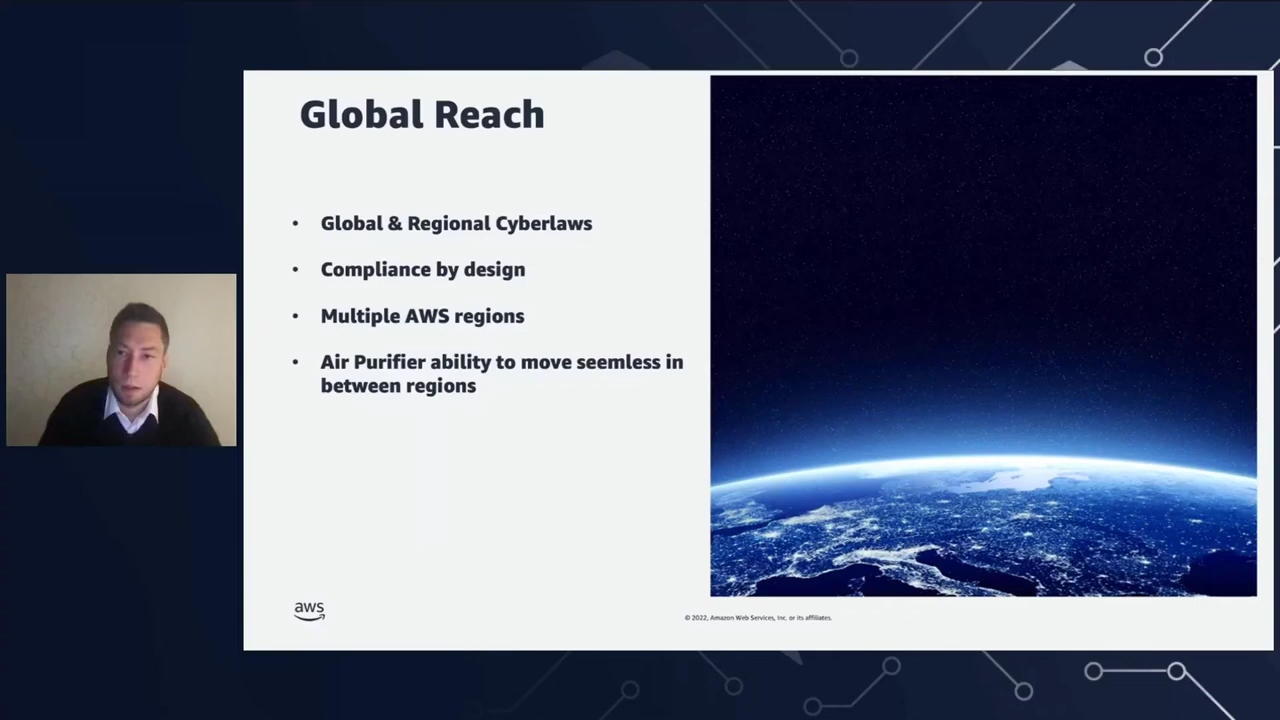 Global Reach
• Global & Regional Cyberlaws
• Compliance by design
• Multiple AWS regions
• Air Purifier ability to move seemless in
between regions
aws
© 2022, Amazon Web Services, Inc. or its affiliates.